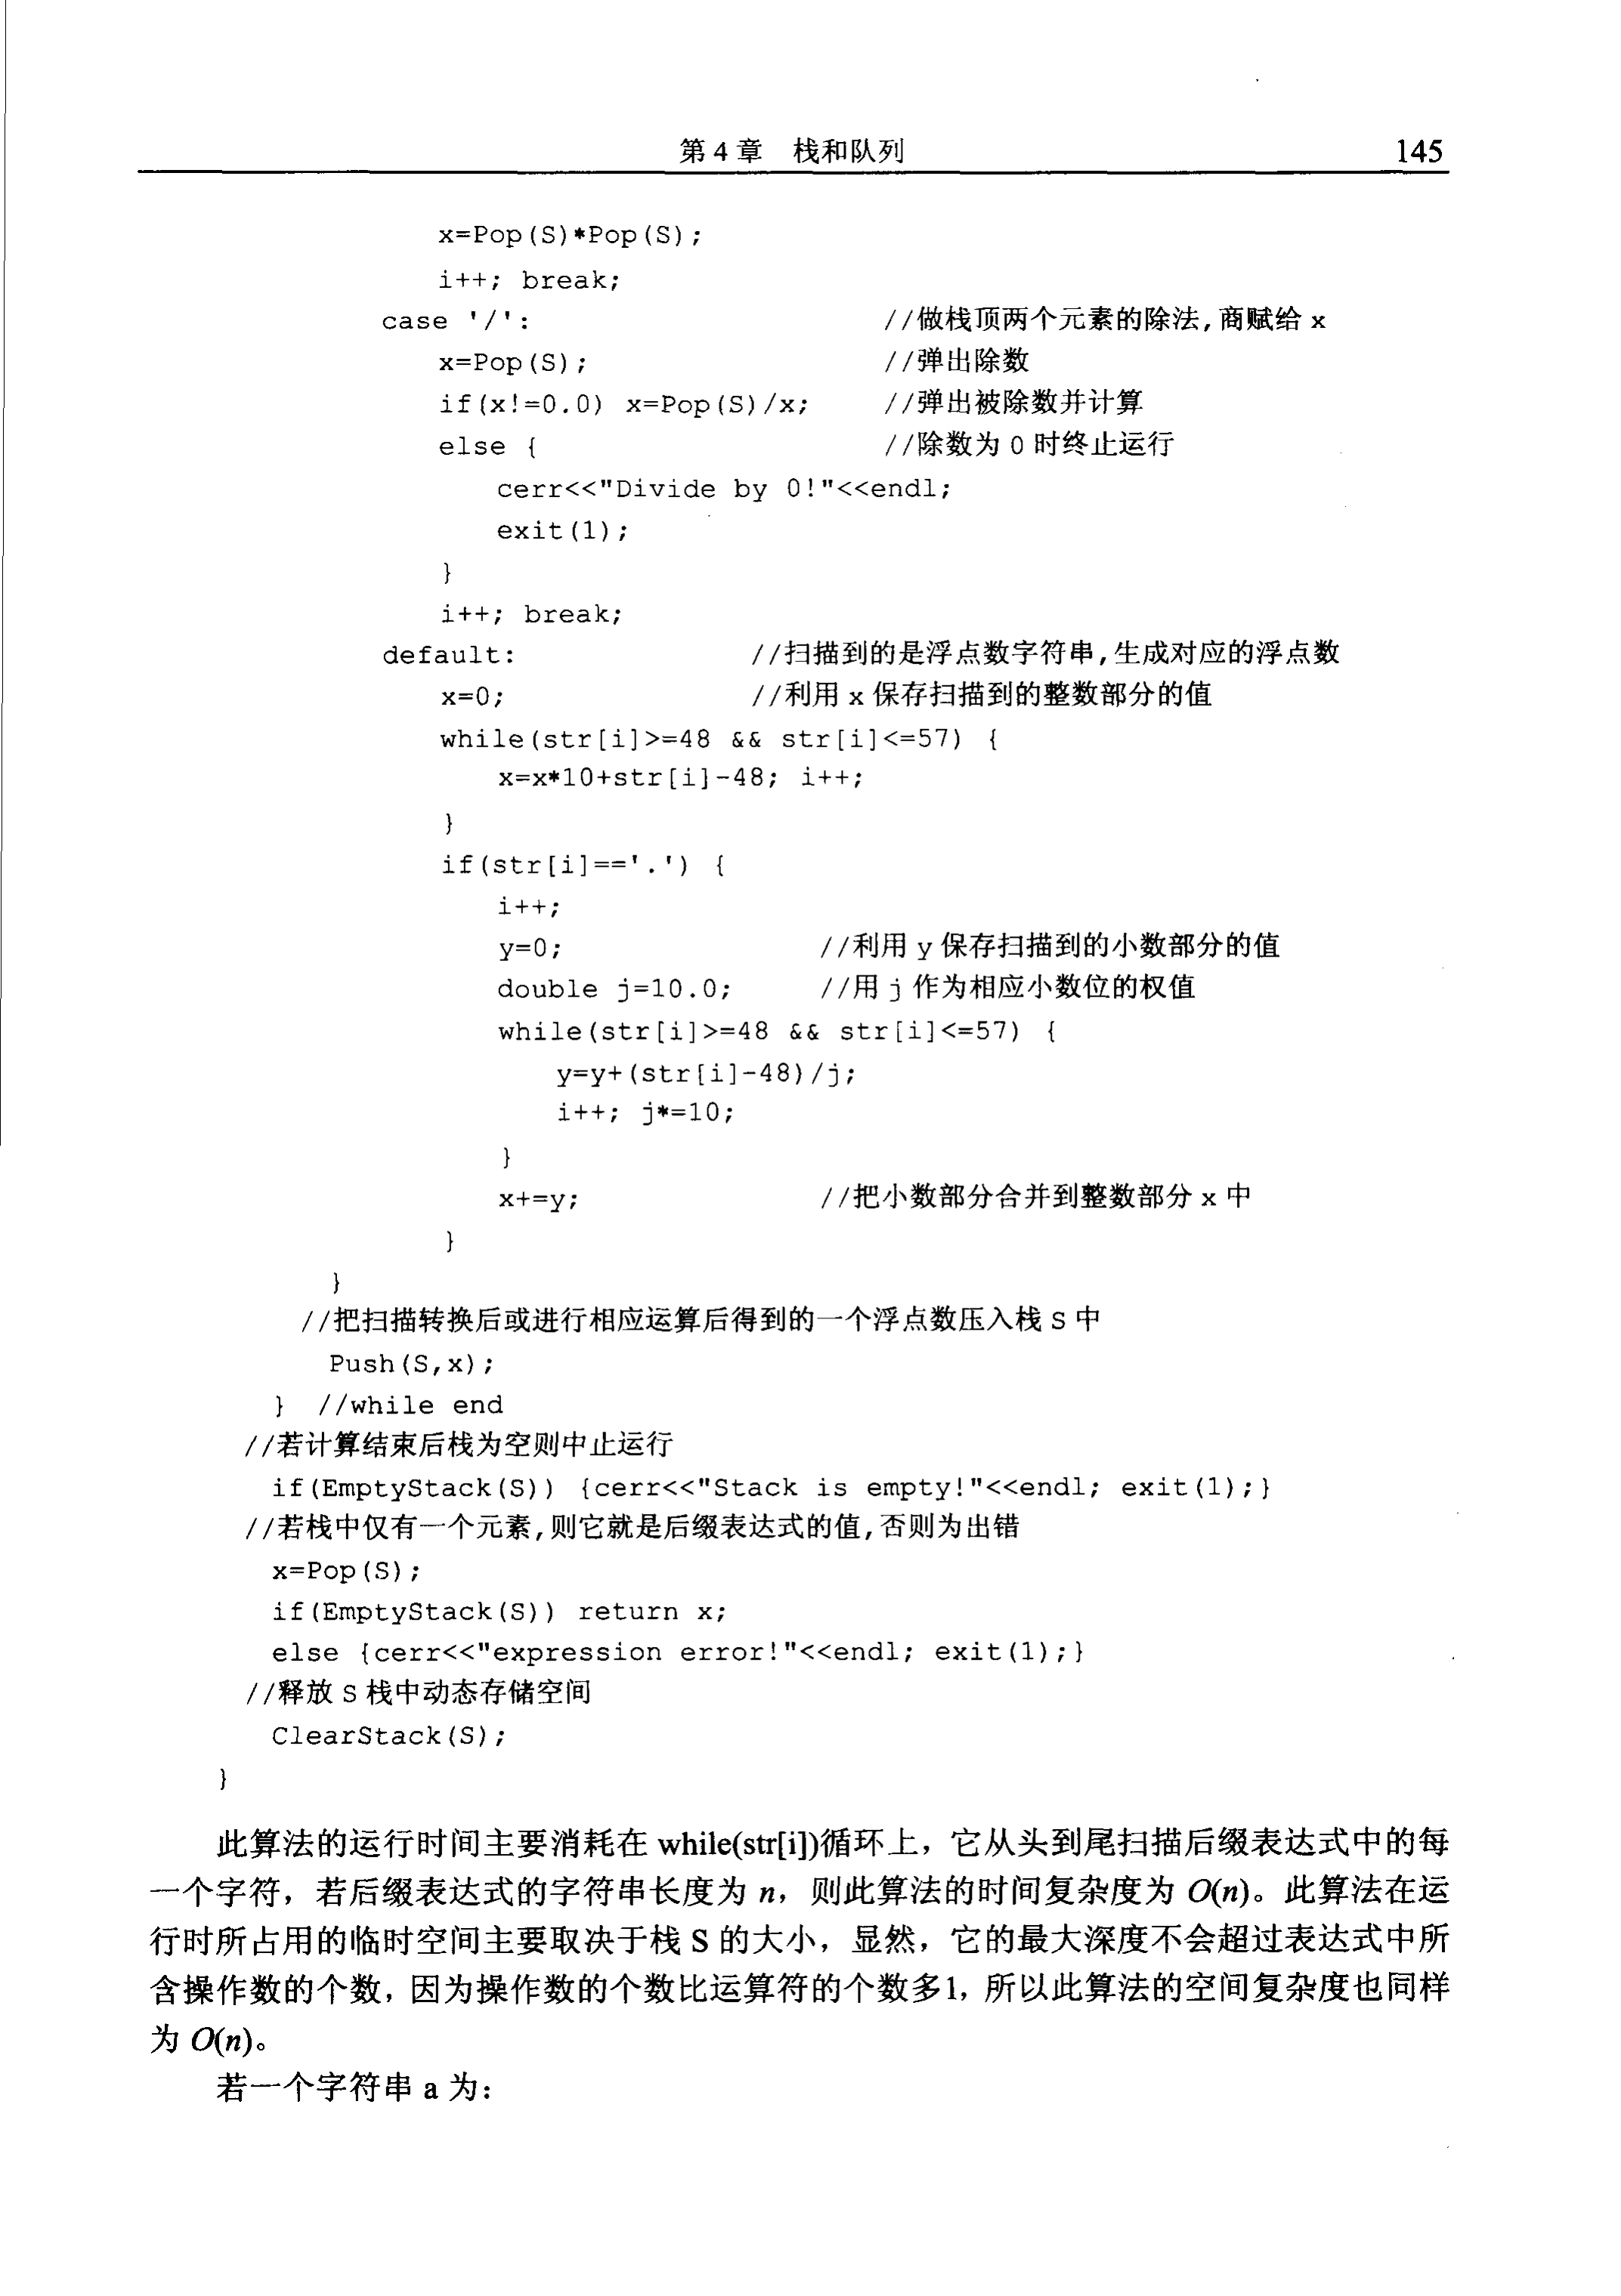 第4章 栈和队列 145
x=Pop(S)*Pop(S);
i++; break;
case '/': //做栈顶两个元素的除法,商赋给 x
x=Pop(S); //弹出除数
if(x!=0.0) x=Pop(S)/x; //弹出被除数并计算
else { //除数为 0 时终止运行
cerr<<"Divide by 0!"<<endl;
exit(1);
}
i++; break;
default: //扫描到的是浮点数字符串,生成对应的浮点数
x=0; //利用 x 保存扫描到的整数部分的值
while(str[i]>=48 && str[i]<=57) {
x=x*10+str[i]-48; i++;
}
if(str[i]=='.') {
i++;
y=0; //利用 y 保存扫描到的小数部分的值
double j=10.0; //用 j 作为相应小数位的权值
while(str[i]>=48 && str[i]<=57) {
y=y+(str[i]-48)/j;
i++; j*=10;
}
x+=y; //把小数部分合并到整数部分 x 中
}
}
//把扫描转换后或进行相应运算后得到的一个浮点数压入栈 S 中
Push(S,x);
} //while end
//若计算结束后栈为空则中止运行
if(EmptyStack(S)) {cerr<<"Stack is empty!"<<endl; exit(1);}
//若栈中仅有一个元素,则它就是后缀表达式的值,否则为出错
x=Pop(S);
if(EmptyStack(S)) return x;
else {cerr<<"expression error!"<<endl; exit(1);}
//释放 S 栈中动态存储空间
ClearStack(S);
}
此算法的运行时间主要消耗在 while(str[i])循环上，它从头到尾扫描后缀表达式中的每
一个字符，若后缀表达式的字符串长度为 n，则此算法的时间复杂度为 O(n)。此算法在运
行时所占用的临时空间主要取决于栈 S 的大小，显然，它的最大深度不会超过表达式中所
含操作数的个数，因为操作数的个数比运算符的个数多1，所以此算法的空间复杂度也同样
为 O(n)。
若一个字符串 a 为：